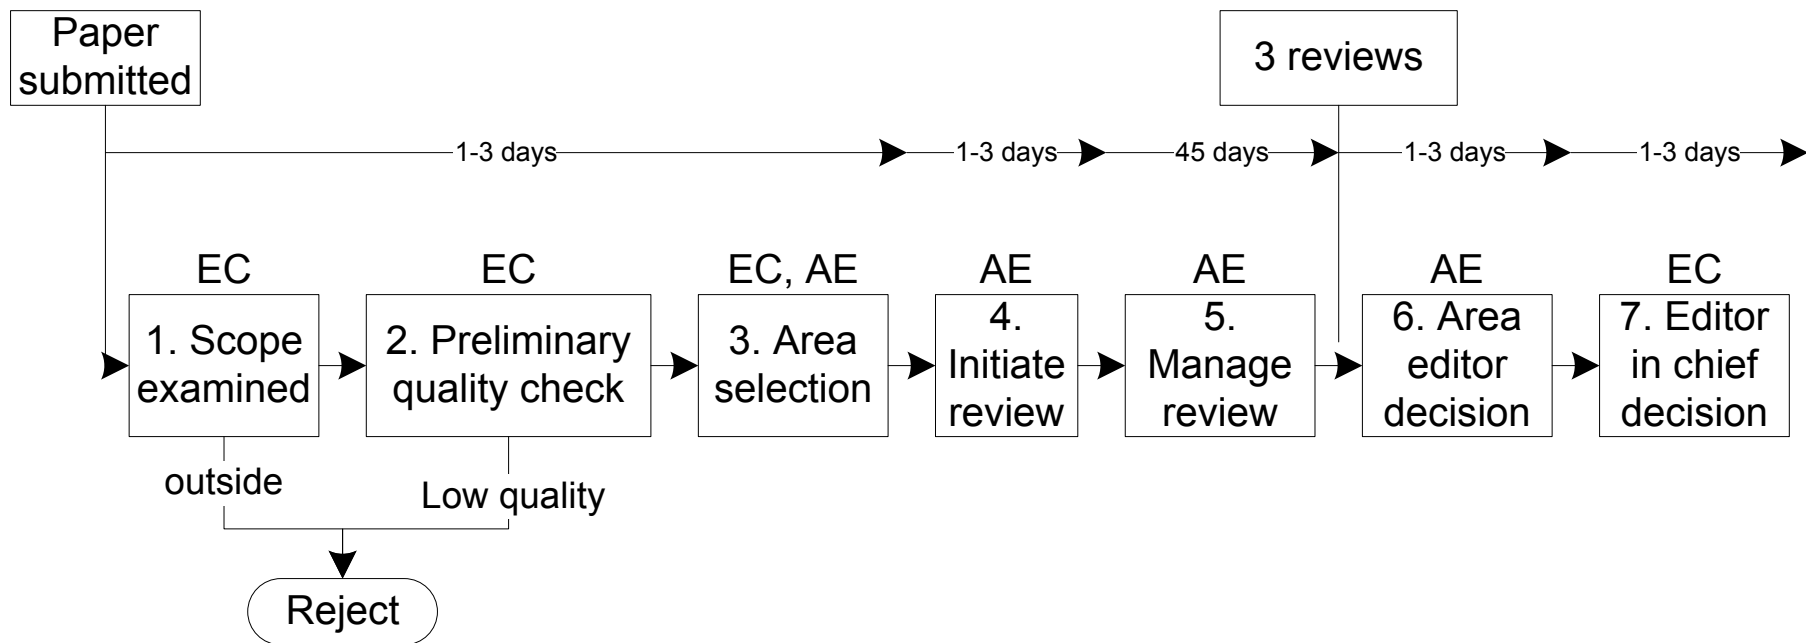 Paper
submitted
3 reviews
1-3 days
1-3 days
45 days
1-3 days
1-3 days
EC
EC
EC, AE
AE
AE
AE
EC
1. Scope
examined
2. Preliminary
quality check
3. Area
selection
4.
Initiate
review
5.
Manage
review
6. Area
editor
decision
7. Editor
in chief
decision
outside
Low quality
Reject